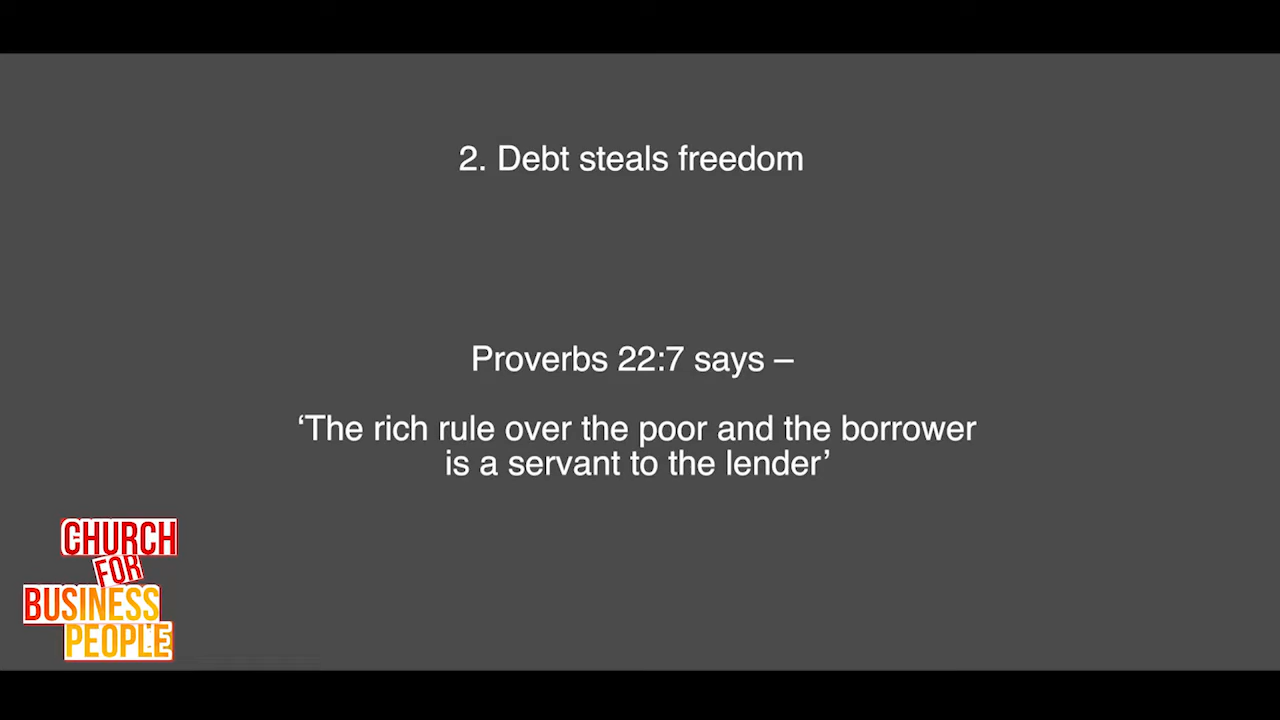 2. Debt steals freedom
Proverbs 22:7 says –
‘The rich rule over the poor and the borrower
is a servant to the lender’
CHURCH
FOR
BUSINESS
PEOPLE